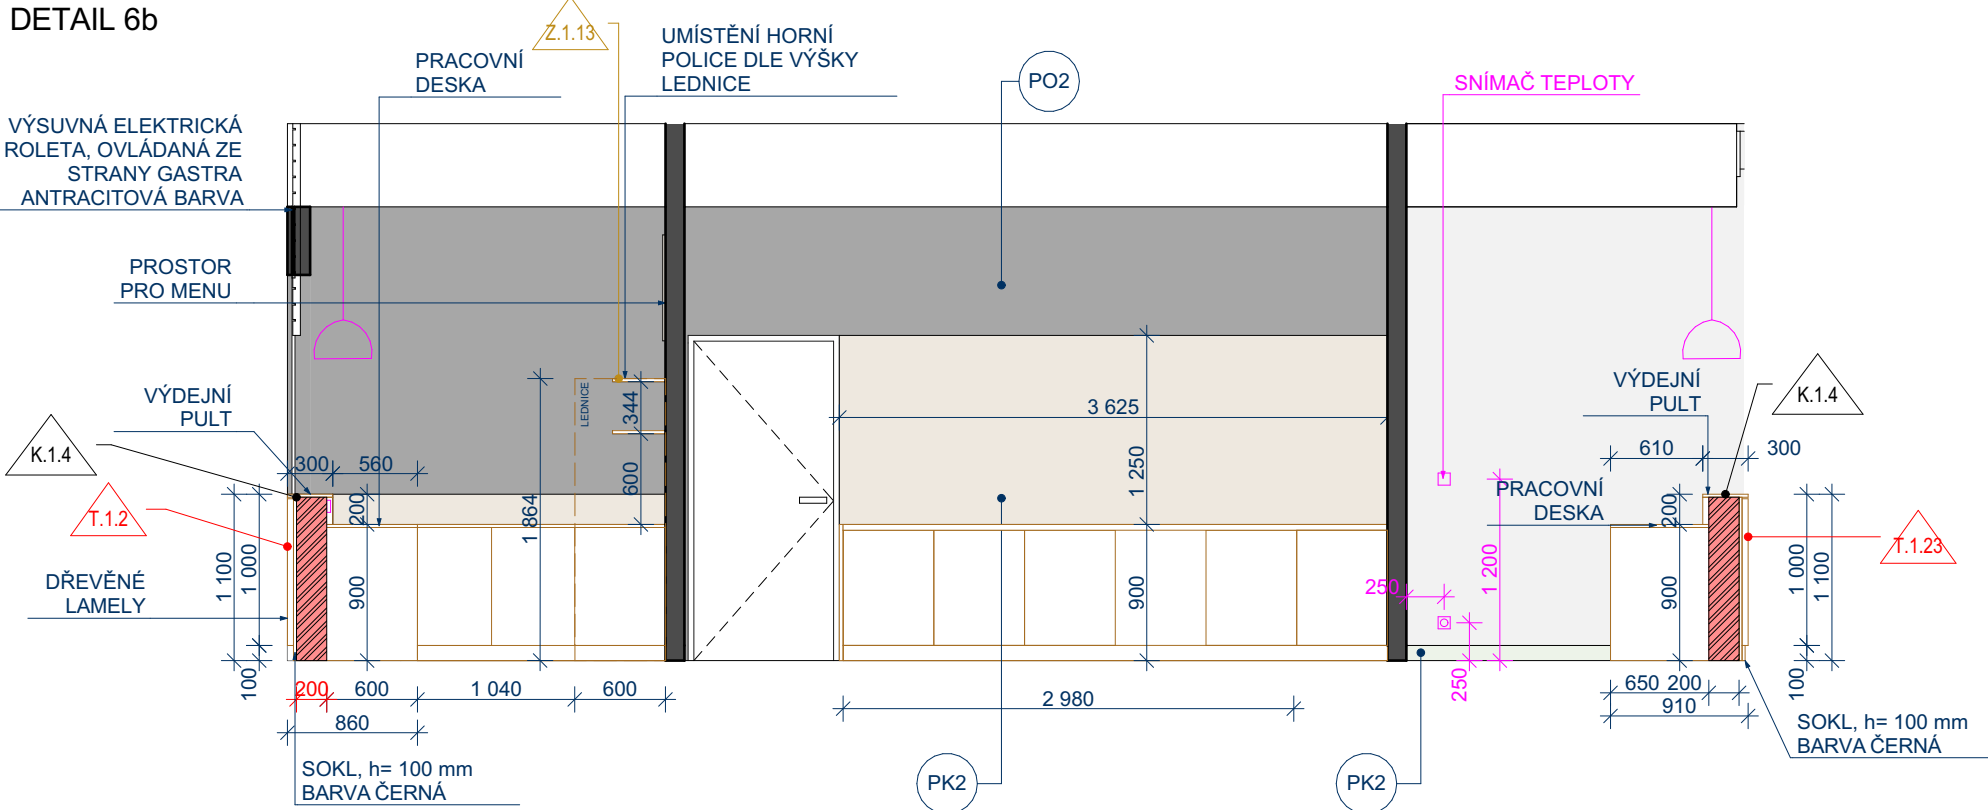 DETAIL 6b
Z.1.13
UMÍSTĚNÍ HORNÍ
POLICE DLE VÝŠKY
LEDNICE
PRACOVNÍ
DESKA
PO2
SNÍMAČ TEPLOTY
VÝSUVNÁ ELEKTRICKÁ
ROLETA, OVLÁDANÁ ZE
STRANY GASTRA
ANTRACITOVÁ BARVA
PROSTOR
PRO MENU
VÝDEJNÍ
PULT
K.1.4
T.1.2
DŘEVĚNÉ
LAMELY
300
560
200
900
1 100
1 000
100
1 864
LEDNICE
344
600
3 625
1 250
900
VÝDEJNÍ
PULT
K.1.4
610
300
PRACOVNÍ
DESKA
200
900
1 200
250
250
T.1.23
1 000
1 100
100
200
600
1 040
600
860
2 980
650
200
910
SOKL, h= 100 mm
BARVA ČERNÁ
SOKL, h= 100 mm
BARVA ČERNÁ
PK2
PK2